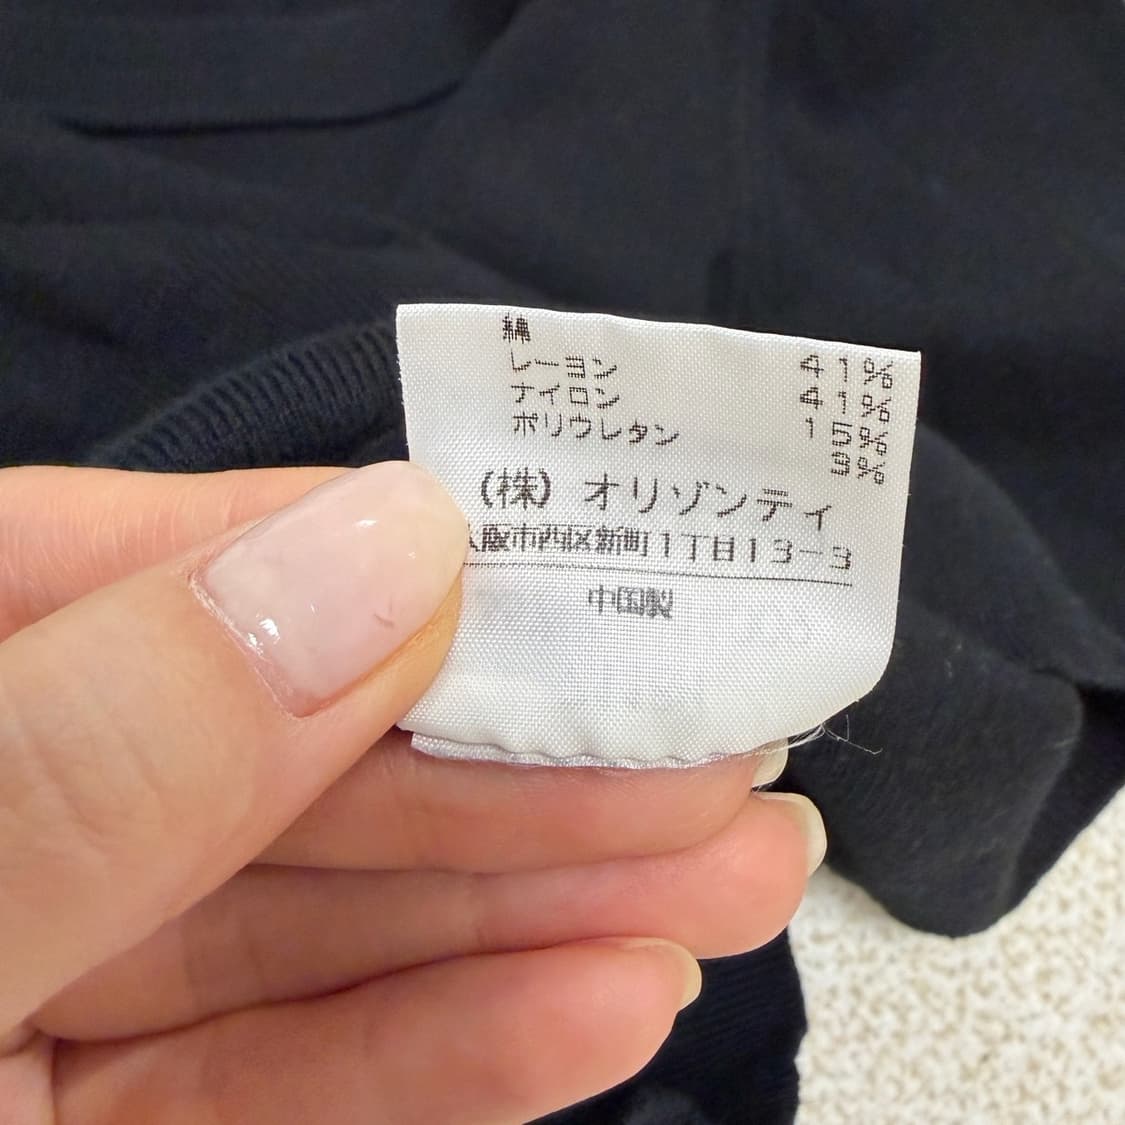 綿 41%
レーヨン 41%
ナイロン 15%
ポリウレタン 3%
(株) オリゾンティ
大阪市西区新町1丁目13-3
中国製